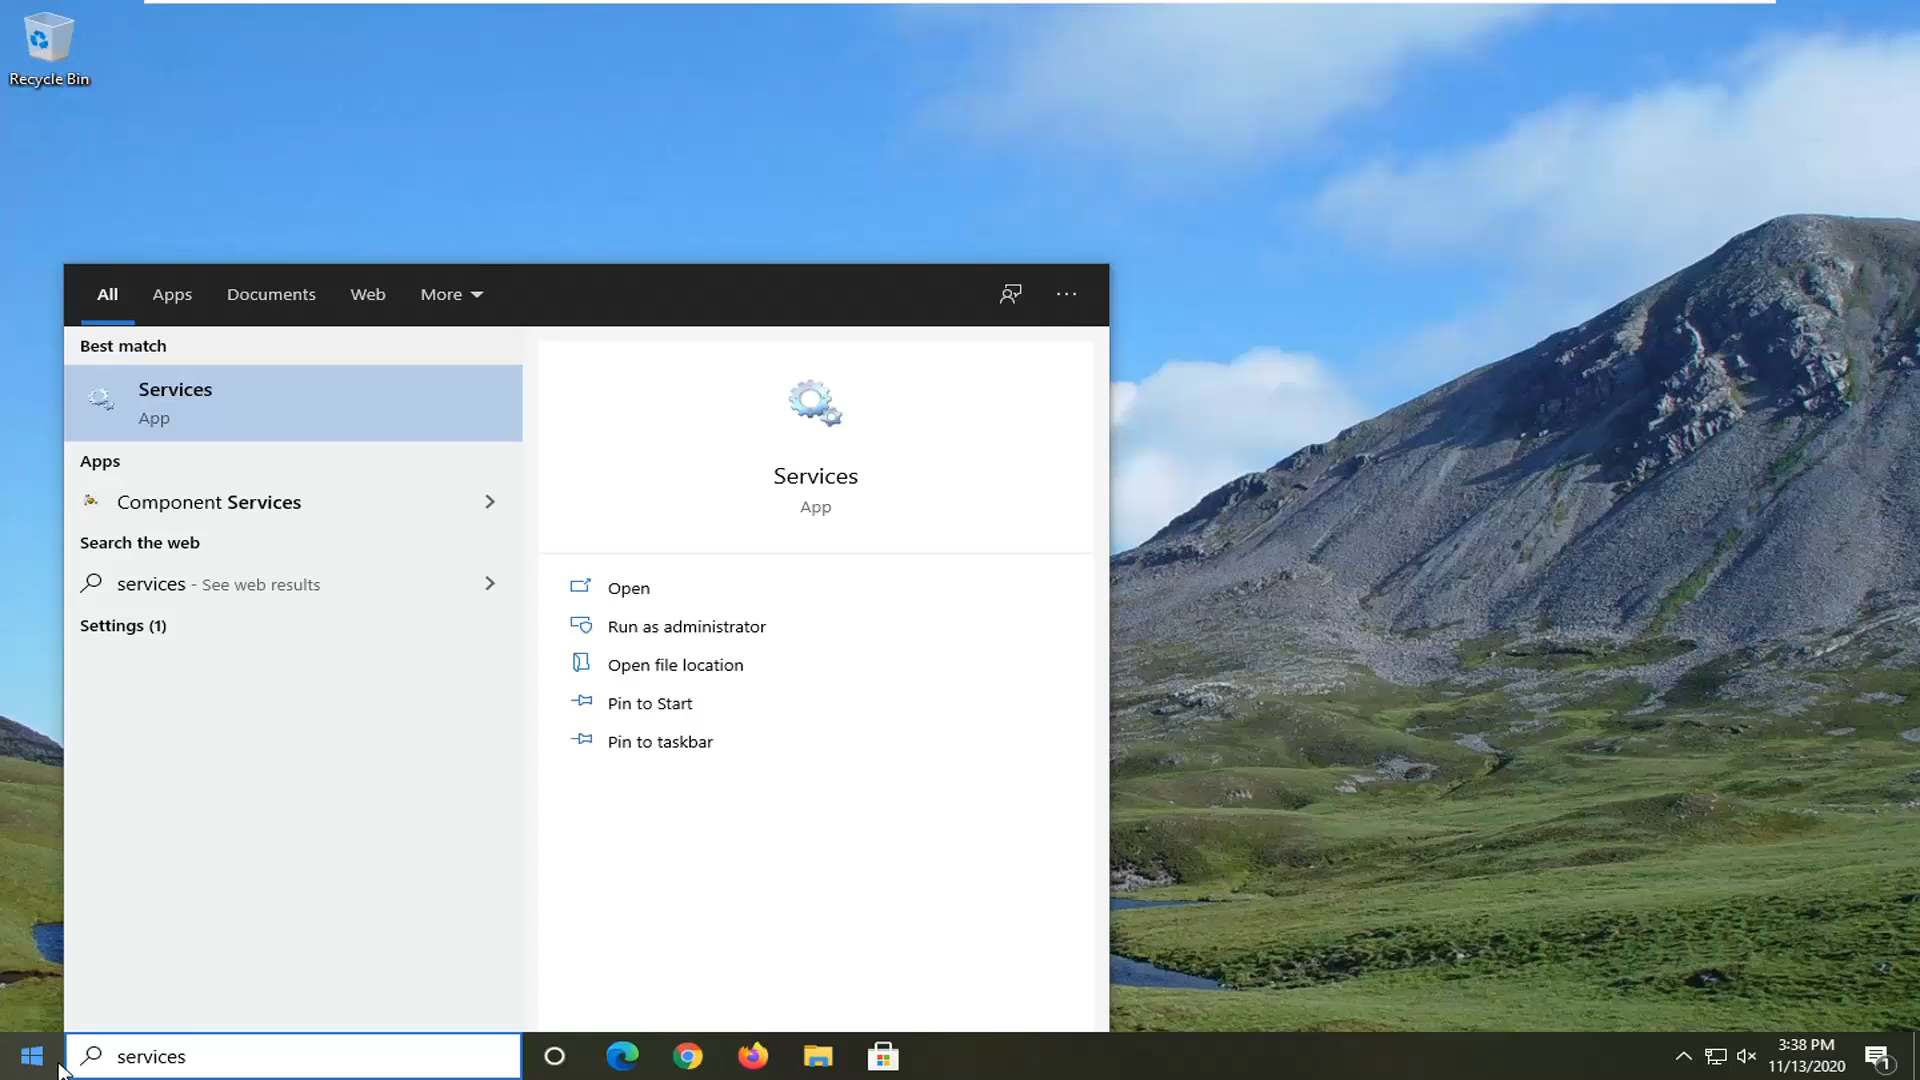 Recycle Bin
All Apps Documents Web More
Best match
Services
App
Apps
Component Services
Search the web
services - See web results
Settings (1)
Services
App
Open
Run as administrator
Open file location
Pin to Start
Pin to taskbar
services
3:38 PM
11/13/2020
1